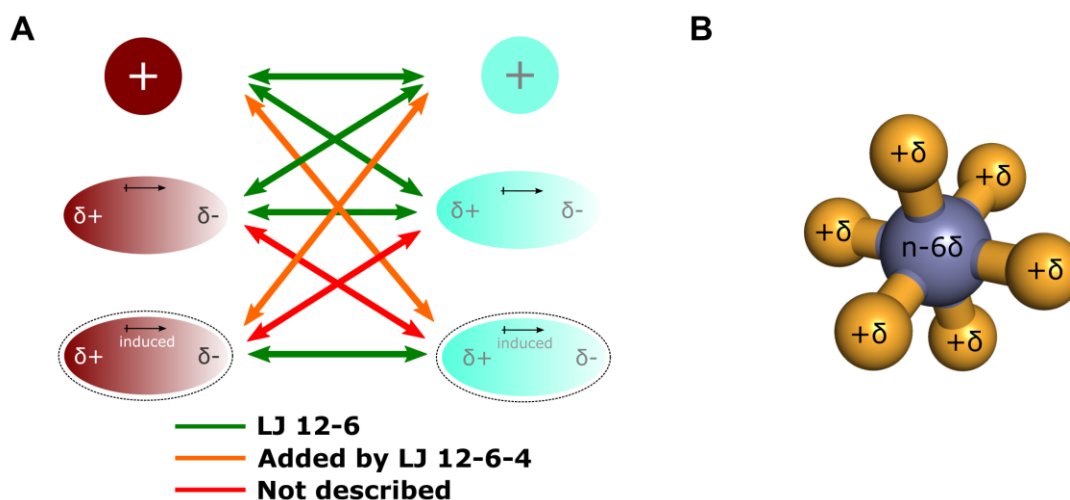 A
B
+ +
δ+ δ- δ+ δ-
induced induced
δ+ δ- δ+ δ-
LJ 12-6
Added by LJ 12-6-4
Not described
+δ
+δ
+δ
n-6δ
+δ
+δ
+δ